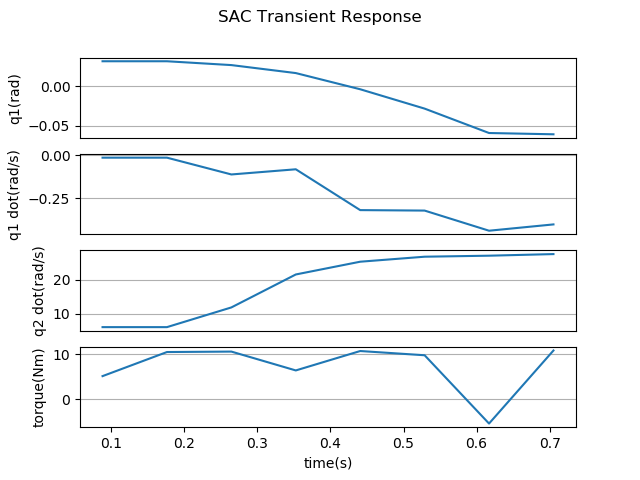 SAC Transient Response
q1(rad)
0.00
−0.05
q1 dot(rad/s)
0.00
−0.25
q2 dot(rad/s)
20
10
torque(Nm)
10
0
0.1 0.2 0.3 0.4 0.5 0.6 0.7
time(s)